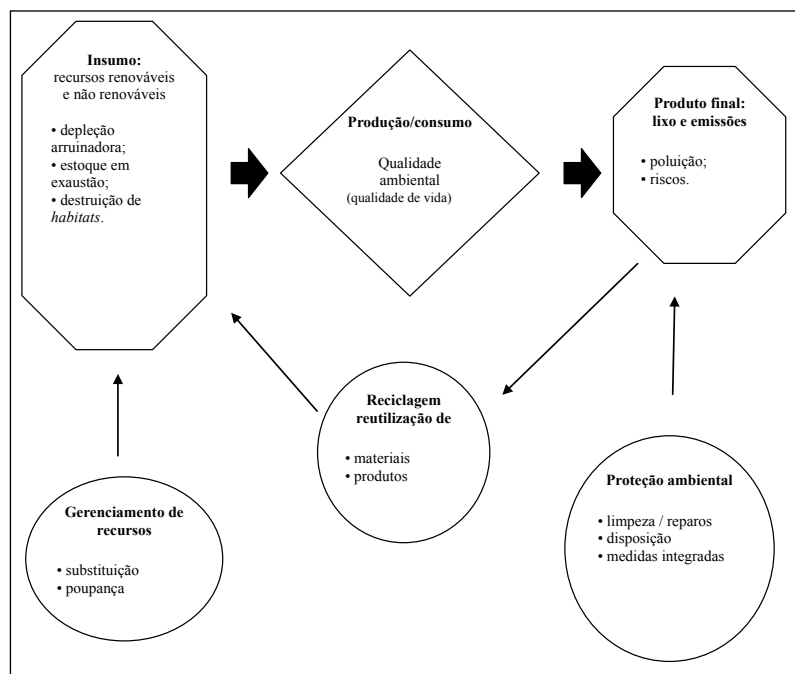 Insumo:
recursos renováveis
e não renováveis
• depleção
arruinadora;
• estoque em
exaustão;
• destruição de
habitats.
Produção/consumo
Qualidade
ambiental
(qualidade de vida)
Produto final:
lixo e emissões
• poluição;
▪ riscos.
Reciclagem
reutilização de
• materiais
• produtos
Gerenciamento de
recursos
• substituição
• poupança
Proteção ambiental
• limpeza / reparos
• disposição
• medidas integradas